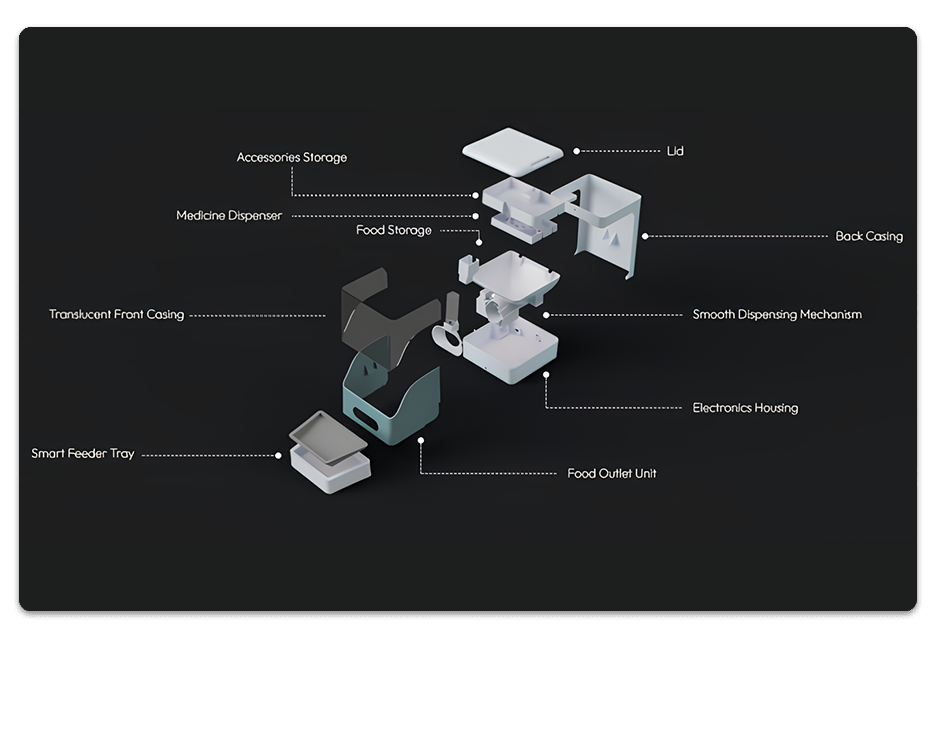 Lid
Accessories Storage
Medicine Dispenser
Food Storage
Back Casing
Translucent Front Casing
Smooth Dispensing Mechanism
Electronics Housing
Smart Feeder Tray
Food Outlet Unit